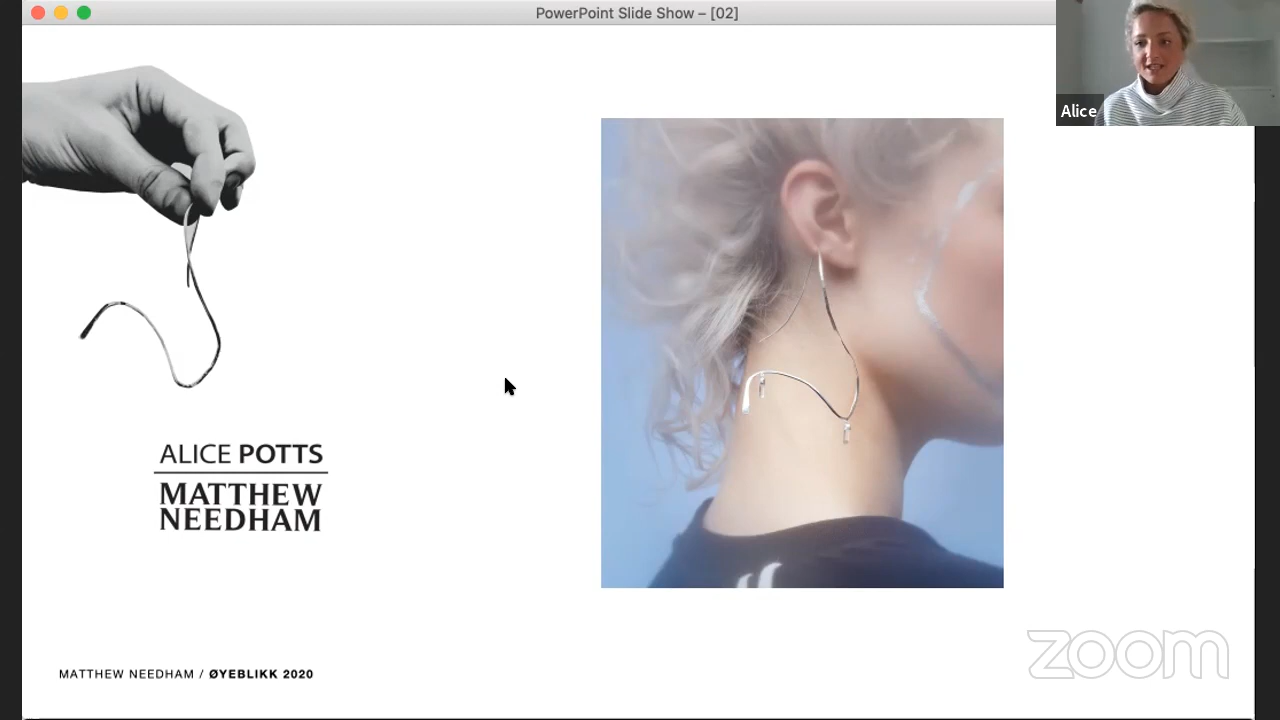 PowerPoint Slide Show – [02]
Alice
ALICE POTTS
MATTHEW
NEEDHAM
MATTHEW NEEDHAM / ØYEBLIKK 2020
zoom